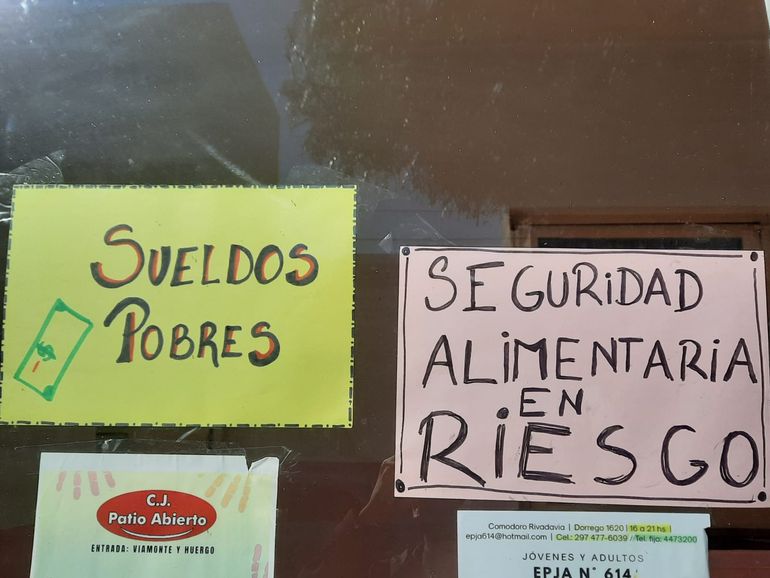 SUELDOS
POBRES
$
SEGURiDAD
ALiMENTARiA
EN
RiESGO
C.J.
Patio Abierto
ENTRADA: VIAMONTE Y HUERGO
Comodoro Rivadavia | Dorrego 1620 | 16 a 21 hs
epja614@hotmail.com | Cel.: 297 477-6039 // Tel. fijo: 4473200
JÓVENES Y ADULTOS
EPJA N° 614